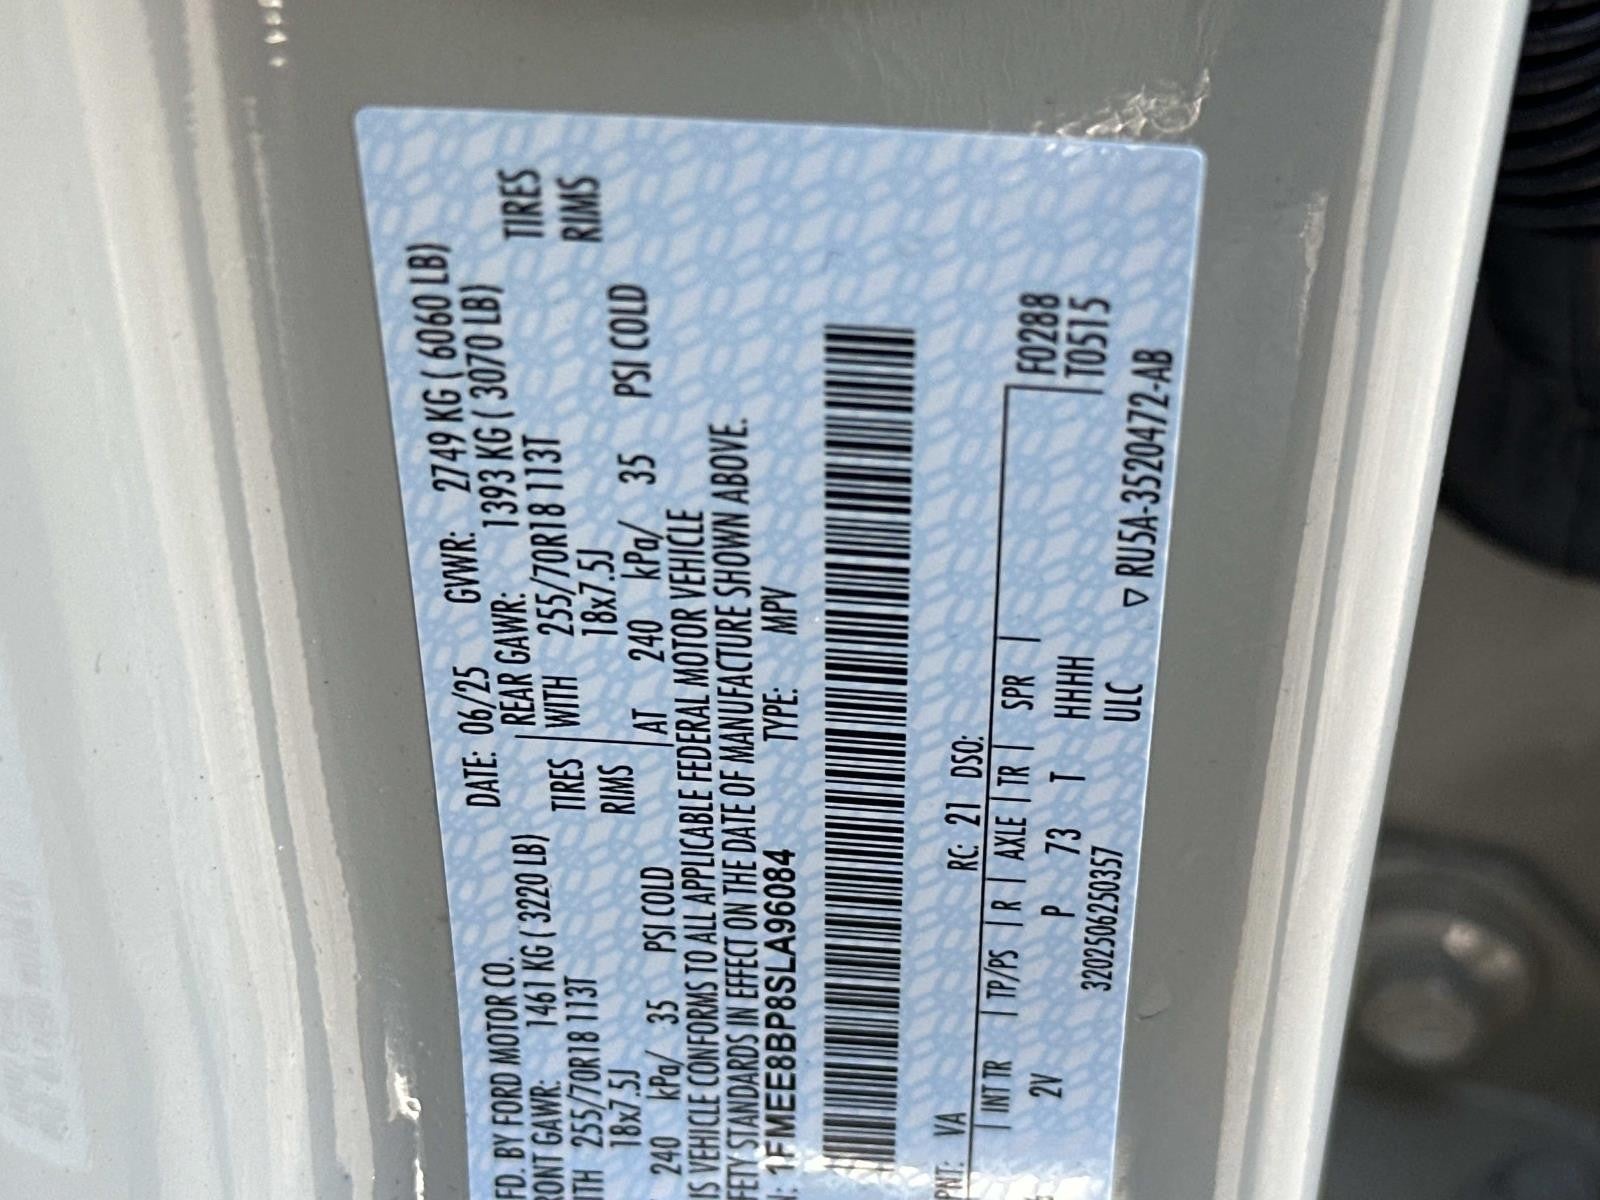 FD. BY FORD MOTOR CO. DATE: 06/25 GVWR: 2749 KG ( 6060 LB)
RONT GAWR: 1461 KG ( 3220 LB) REAR GAWR: 1393 KG ( 3070 LB)
ITH 255/70R18 113T TIRES WITH 255/70R18 113T TIRES
18x7.5J RIMS 18x7.5J RIMS
240 kPa/ 35 PSI COLD AT 240 kPa/ 35 PSI COLD
IS VEHICLE CONFORMS TO ALL APPLICABLE FEDERAL MOTOR VEHICLE
FETY STANDARDS IN EFFECT ON THE DATE OF MANUFACTURE SHOWN ABOVE.
: 1FMEE8BP8SLA96084 TYPE: MPV
PNT: VA RC: 21 DSO:
INT TR TP/PS R AXLE TR SPR F0288
2V P 73 T HHHH T0515
3202506250357 ULC ▽ RU5A-3520472-AB